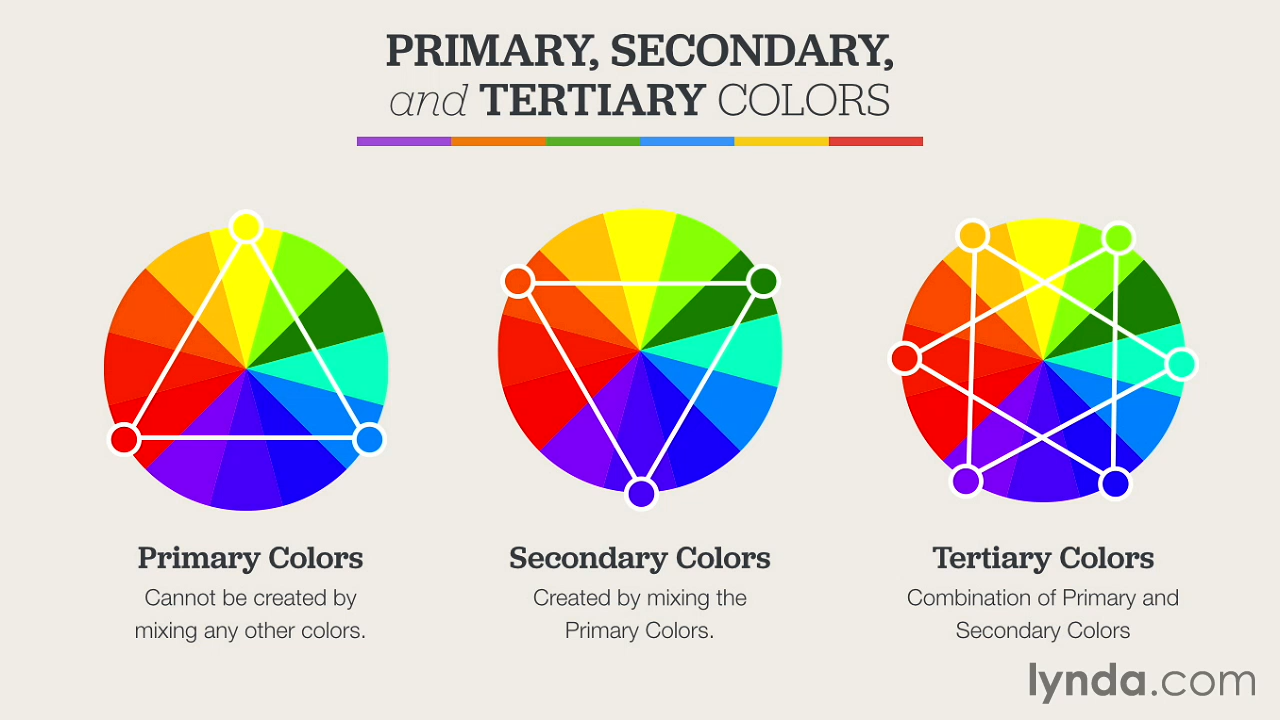 PRIMARY, SECONDARY,
and TERTIARY COLORS
Primary Colors
Cannot be created by
mixing any other colors.
Secondary Colors
Created by mixing the
Primary Colors.
Tertiary Colors
Combination of Primary and
Secondary Colors
lynda.com